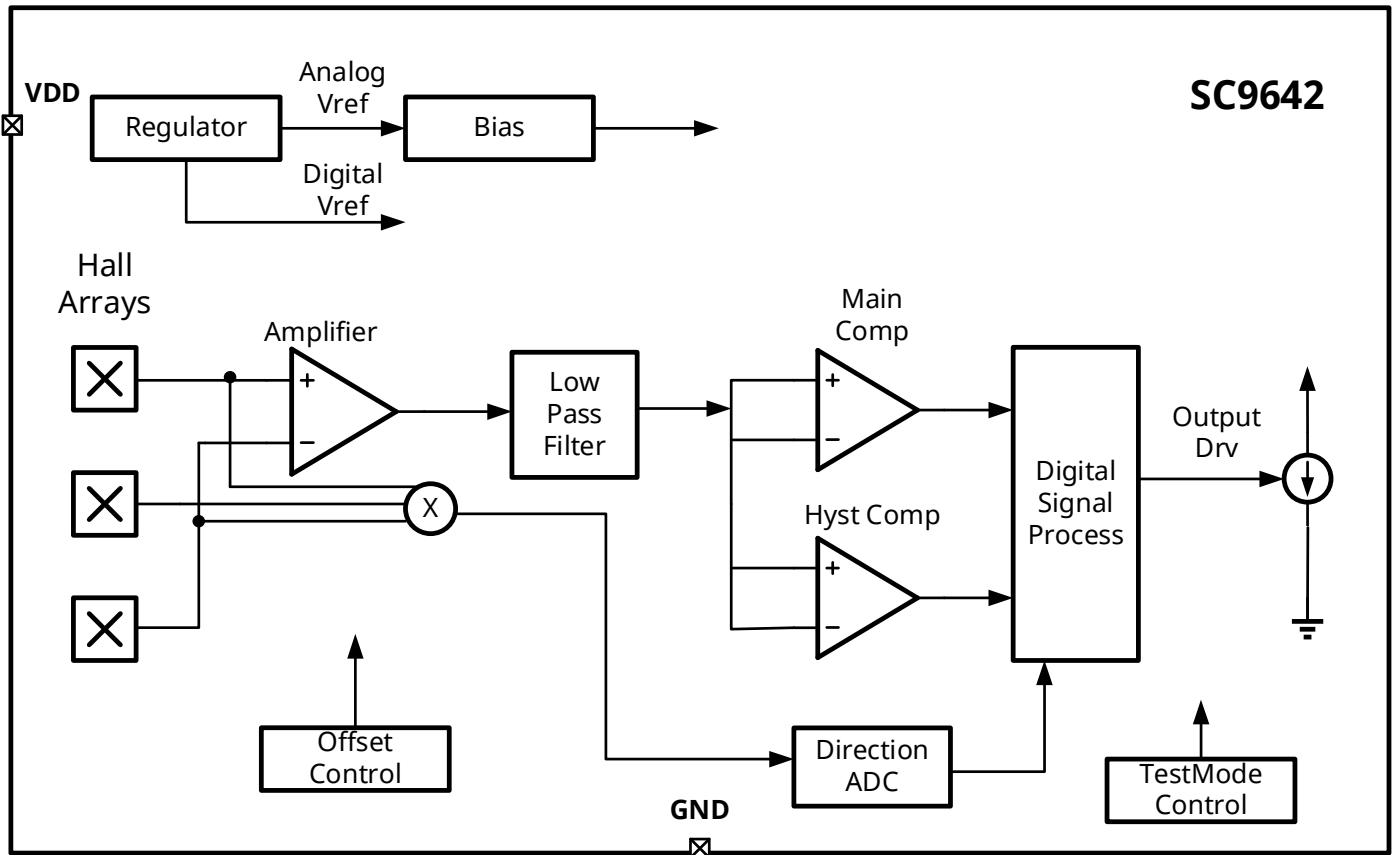 VDD
Regulator
Analog
Vref
Bias
SC9642
Digital
Vref
Hall
Arrays
Amplifier
+
−
Low
Pass
Filter
X
Main
Comp
+
−
Hyst Comp
+
−
Digital
Signal
Process
Output
Drv
Offset
Control
Direction
ADC
TestMode
Control
GND